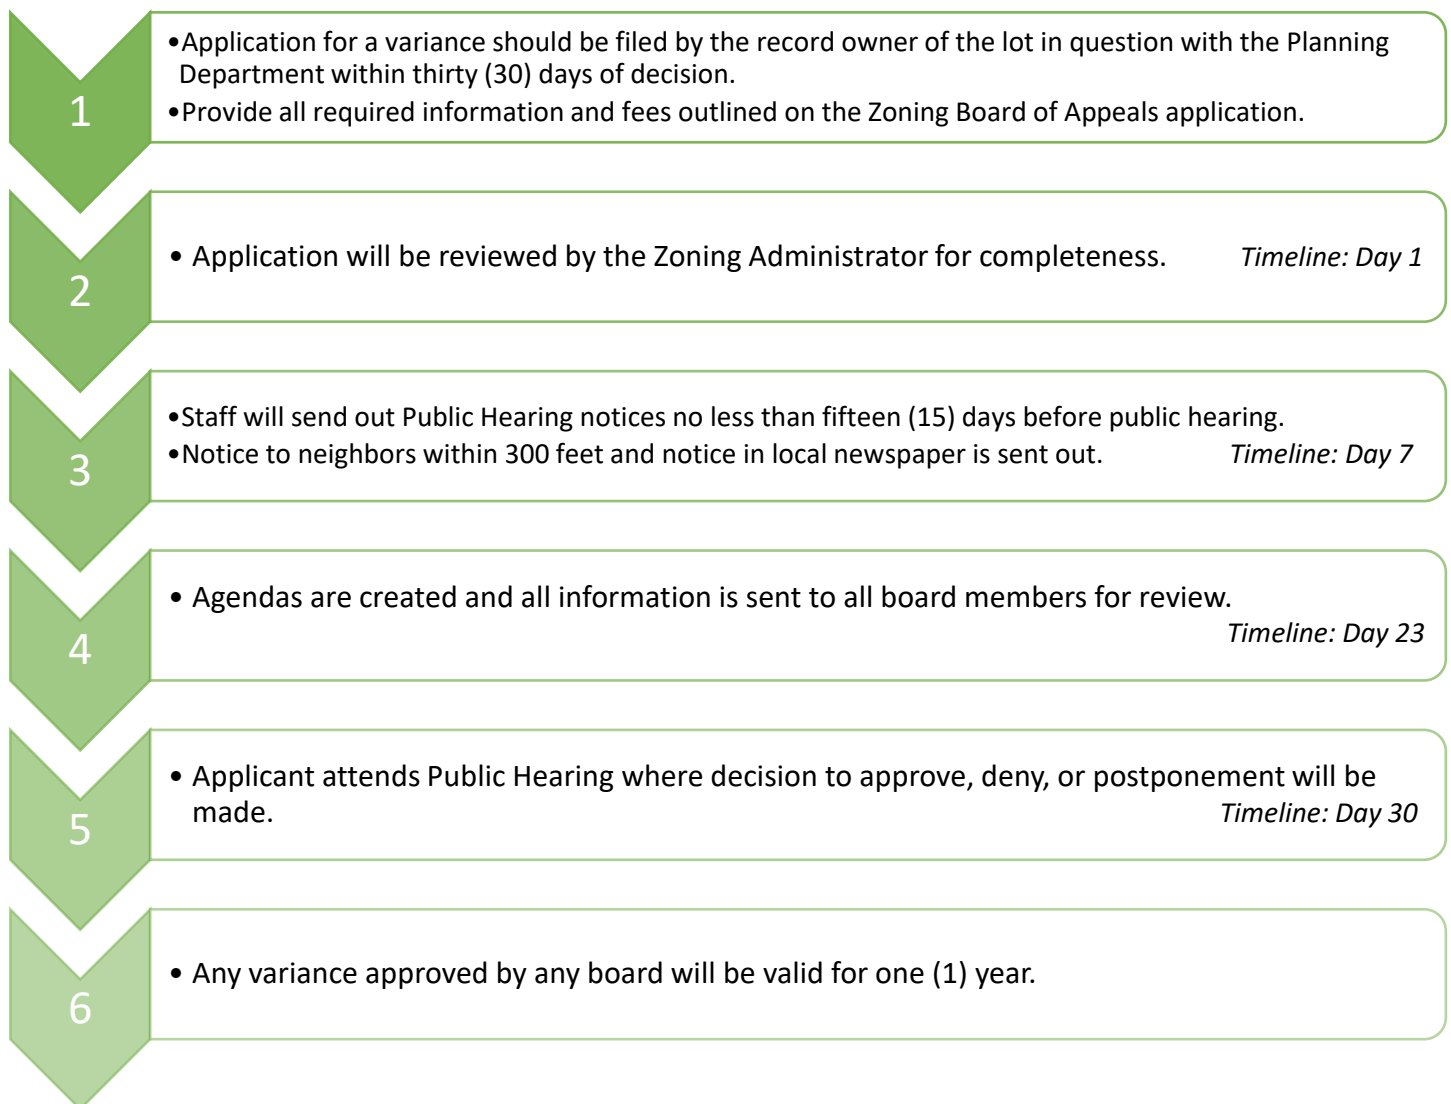 1
•Application for a variance should be filed by the record owner of the lot in question with the Planning
Department within thirty (30) days of decision.
•Provide all required information and fees outlined on the Zoning Board of Appeals application.
2
• Application will be reviewed by the Zoning Administrator for completeness. Timeline: Day 1
3
•Staff will send out Public Hearing notices no less than fifteen (15) days before public hearing.
•Notice to neighbors within 300 feet and notice in local newspaper is sent out. Timeline: Day 7
4
• Agendas are created and all information is sent to all board members for review.
Timeline: Day 23
5
• Applicant attends Public Hearing where decision to approve, deny, or postponement will be
made. Timeline: Day 30
6
• Any variance approved by any board will be valid for one (1) year.